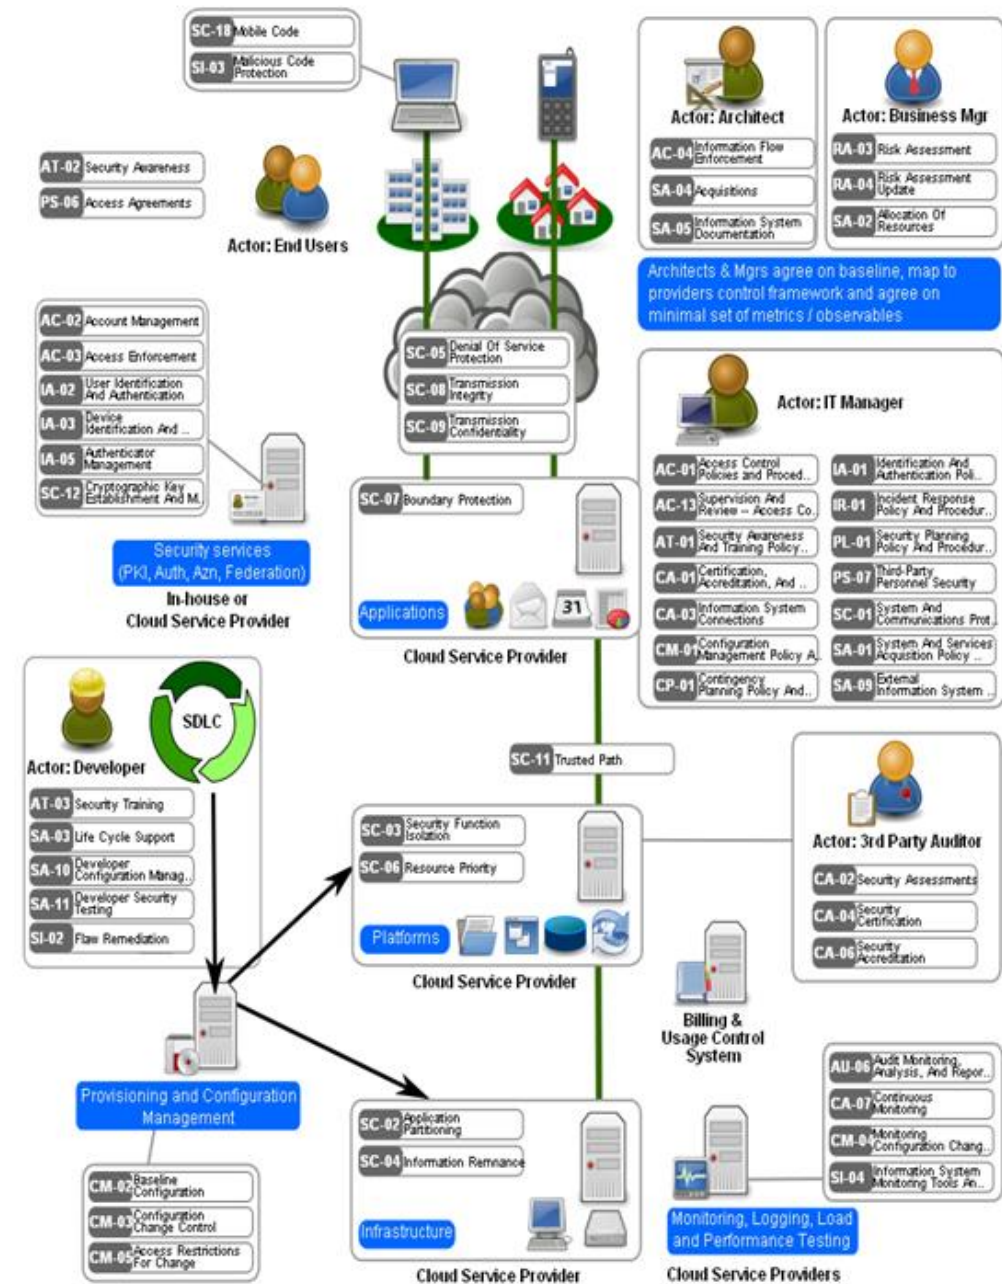 SC-18 Mobile Code
SI-03 Malicious Code
Protection
AT-02 Security Awareness
PS-06 Access Agreements
Actor: End Users
Actor: Architect
AC-04 Information Flow
Enforcement
SA-04 Acquisitions
SA-05 Information System
Documentation
Actor: Business Mgr
RA-03 Risk Assessment
RA-04 Risk Assessment
Update
SA-02 Allocation Of
Resources
Architects & Mgrs agree on baseline, map to
providers control framework and agree on
minimal set of metrics / observables
AC-02 Account Management
AC-03 Access Enforcement
IA-02 User Identification
And Authentication
IA-03 Device
Identification And ..
IA-05 Authenticator
Management
SC-12 Cryptographic Key
Establishment And M..
Security services
(PKI, Auth, Azn, Federation)
In-house or
Cloud Service Provider
SC-05 Denial Of Service
Protection
SC-08 Transmission
Integrity
SC-09 Transmission
Confidentiality
SC-07 Boundary Protection
Applications
31
Cloud Service Provider
Actor: IT Manager
AC-01 Access Control
Policies and Proced..
AC-13 Supervision And
Review -- Access Co..
AT-01 Security Awareness
And Training Policy..
CA-01 Certification,
Accreditation, And ..
CA-03 Information System
Connections
CM-01 Configuration
Management Policy A..
CP-01 Contingency
Planning Policy And..
IA-01 Identification And
Authentication Poli..
IR-01 Incident Response
Policy And Procedur..
PL-01 Security Planning
Policy And Procedur..
PS-07 Third-Party
Personnel Security
SC-01 System And
Communications Prot..
SA-01 System And Services
Acquisition Policy ..
SA-09 External
Information System ..
SDLC
Actor: Developer
AT-03 Security Training
SA-03 Life Cycle Support
SA-10 Developer
Configuration Manag..
SA-11 Developer Security
Testing
SI-02 Flaw Remediation
SC-11 Trusted Path
SC-03 Security Function
Isolation
SC-06 Resource Priority
Platforms
Cloud Service Provider
Actor: 3rd Party Auditor
CA-02 Security Assessments
CA-04 Security
Certification
CA-06 Security
Accreditation
Billing &
Usage Control
System
Provisioning and Configuration
Management
CM-02 Baseline
Configuration
CM-03 Configuration
Change Control
CM-05 Access Restrictions
For Change
SC-02 Application
Partitioning
SC-04 Information Remnance
Infrastructure
Cloud Service Provider
AU-06 Audit Monitoring,
Analysis, And Repor..
CA-07 Continuous
Monitoring
Monitoring
Configuration Chang..
SI-04 Information System
Monitoring Tools An..
Monitoring, Logging, Load
and Performance Testing
Cloud Service Providers